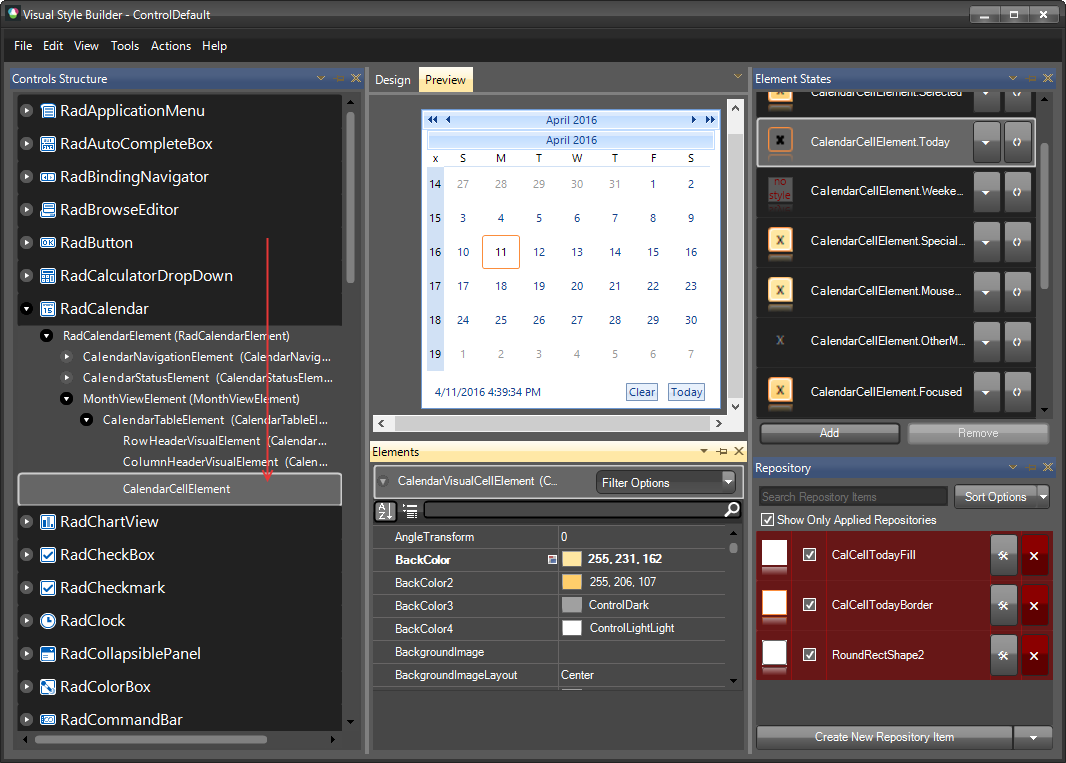 Visual Style Builder - ControlDefault
File Edit View Tools Actions Help
Controls Structure
RadApplicationMenu
RadAutoCompleteBox
RadBindingNavigator
RadBrowseEditor
RadButton
RadCalculatorDropDown
RadCalendar
RadCalendarElement (RadCalendarElement)
CalendarNavigationElement (CalendarNavig...
CalendarStatusElement (CalendarStatusElem...
MonthViewElement (MonthViewElement)
CalendarTableElement (CalendarTableEl...
RowHeaderVisualElement (Calendar...
ColumnHeaderVisualElement (Calen...
CalendarCellElement
RadChartView
RadCheckBox
RadCheckmark
RadClock
RadCollapsiblePanel
RadColorBox
RadCommandBar
Design Preview
April 2016
April 2016
x S M T W T F S
14 27 28 29 30 31 1 2
15 3 4 5 6 7 8 9
16 10 11 12 13 14 15 16
17 17 18 19 20 21 22 23
18 24 25 26 27 28 29 30
19 1 2 3 4 5 6 7
4/11/2016 4:39:34 PM Clear Today
Elements
CalendarVisualCellElement (C... Filter Options
AngleTransform 0
BackColor 255, 231, 162
BackColor2 255, 206, 107
BackColor3 ControlDark
BackColor4 ControlLightLight
BackgroundImage
BackgroundImageLayout Center
Element States
CalendarCellElement.Selected
X CalendarCellElement.Today
no style CalendarCellElement.Weeke...
X CalendarCellElement.Special...
X CalendarCellElement.Mouse...
X CalendarCellElement.OtherM...
X CalendarCellElement.Focused
Add Remove
Repository
Search Repository Items Sort Options
Show Only Applied Repositories
CalCellTodayFill
CalCellTodayBorder
RoundRectShape2
Create New Repository Item